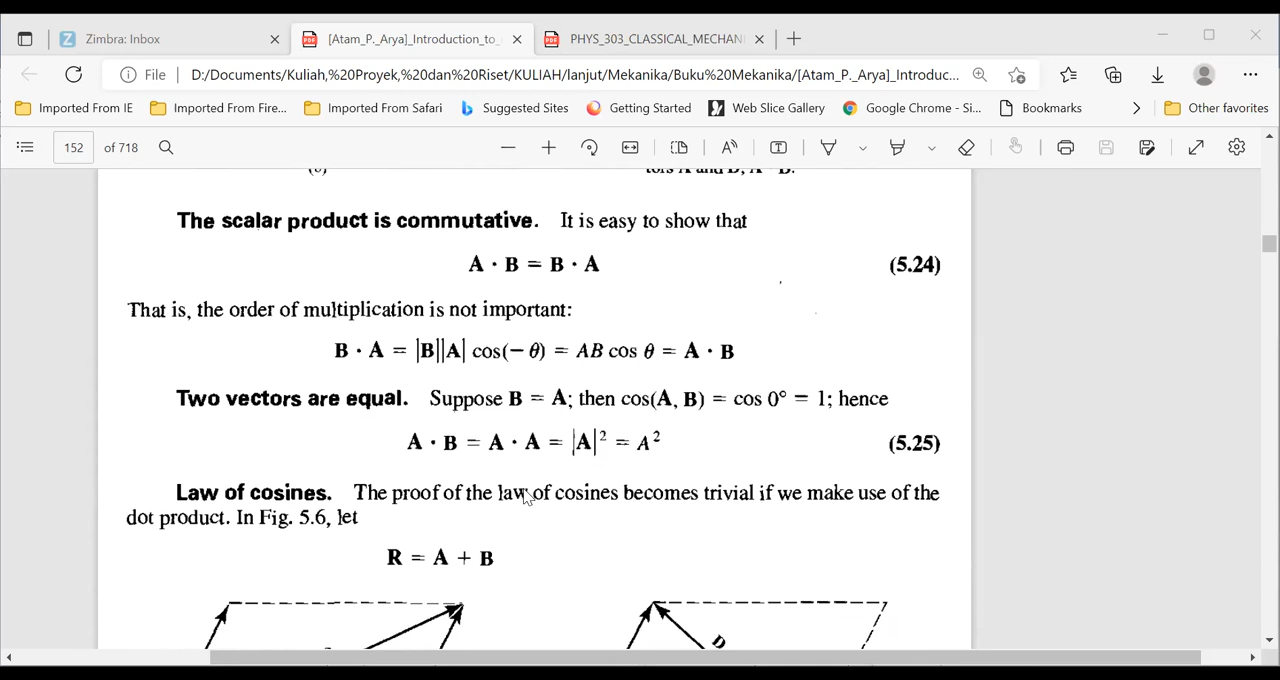 Zimbra: Inbox
[Atam_P._Arya]_Introduction_to_
PHYS_303_CLASSICAL_MECHAN
File
D:/Documents/Kuliah,%20Proyek,%20dan%20Riset/KULIAH/lanjut/Mekanika/Buku%20Mekanika/[Atam_P._Arya]_Introduc...
Imported From IE
Imported From Fire...
Imported From Safari
Suggested Sites
Getting Started
Web Slice Gallery
Google Chrome - Si...
Bookmarks
Other favorites
152 of 718
The scalar product is commutative. It is easy to show that
A · B = B · A (5.24)
That is, the order of multiplication is not important:
B · A = |B||A| cos(− θ) = AB cos θ = A · B
Two vectors are equal. Suppose B = A; then cos(A, B) = cos 0° = 1; hence
A · B = A · A = |A|² = A² (5.25)
Law of cosines. The proof of the law of cosines becomes trivial if we make use of the
dot product. In Fig. 5.6, let
R = A + B
D